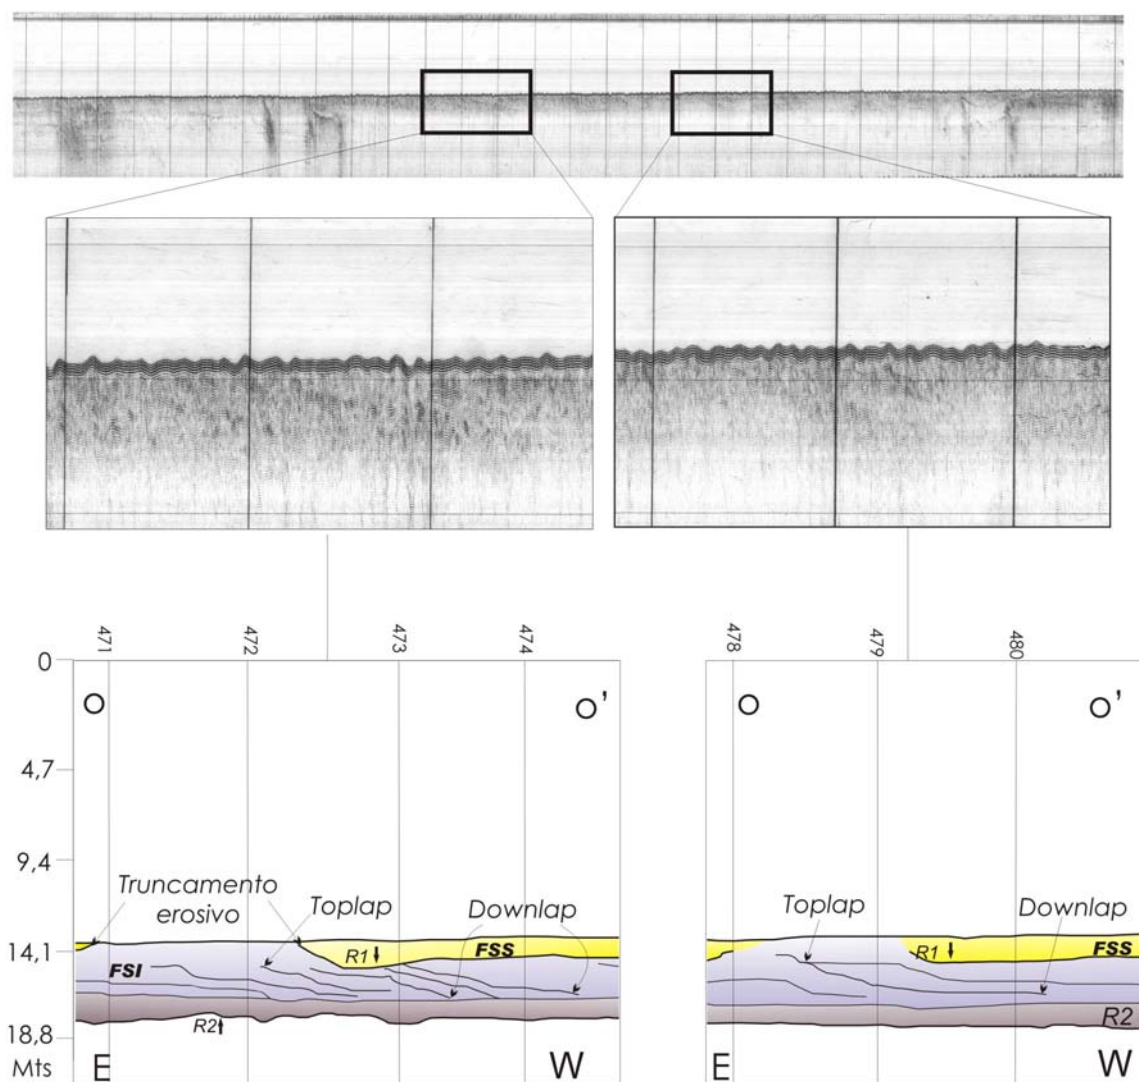 471
472
473
474
478
479
480
0
O
O'
O
O'
4,7
9,4
Truncamento
erosivo
Toplap
Downlap
Toplap
Downlap
14,1
FSI
R1
FSS
R1
FSS
R2
R2
18,8
Mts
E
W
E
W